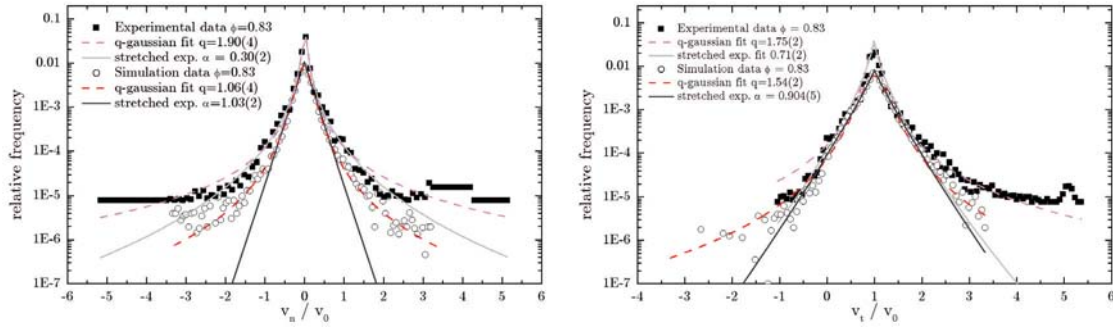 0.1
0.01
1E-3
1E-4
1E-5
1E-6
1E-7
relative frequency
Experimental data ϕ=0.83
q-gaussian fit q=1.90(4)
stretched exp. α = 0.30(2)
Simulation data ϕ=0.83
q-gaussian fit q=1.06(4)
stretched exp. α=1.03(2)
-6 -5 -4 -3 -2 -1 0 1 2 3 4 5 6
v_n / v_0
0.1
0.01
1E-3
1E-4
1E-5
1E-6
1E-7
relative frequency
Experimental data ϕ = 0.83
q-gaussian fit q=1.75(2)
stretched exp. fit 0.71(2)
Simulation data ϕ = 0.83
q-gaussian fit q=1.54(2)
stretched exp. α = 0.904(5)
-4 -3 -2 -1 0 1 2 3 4 5 6
v_t / v_0